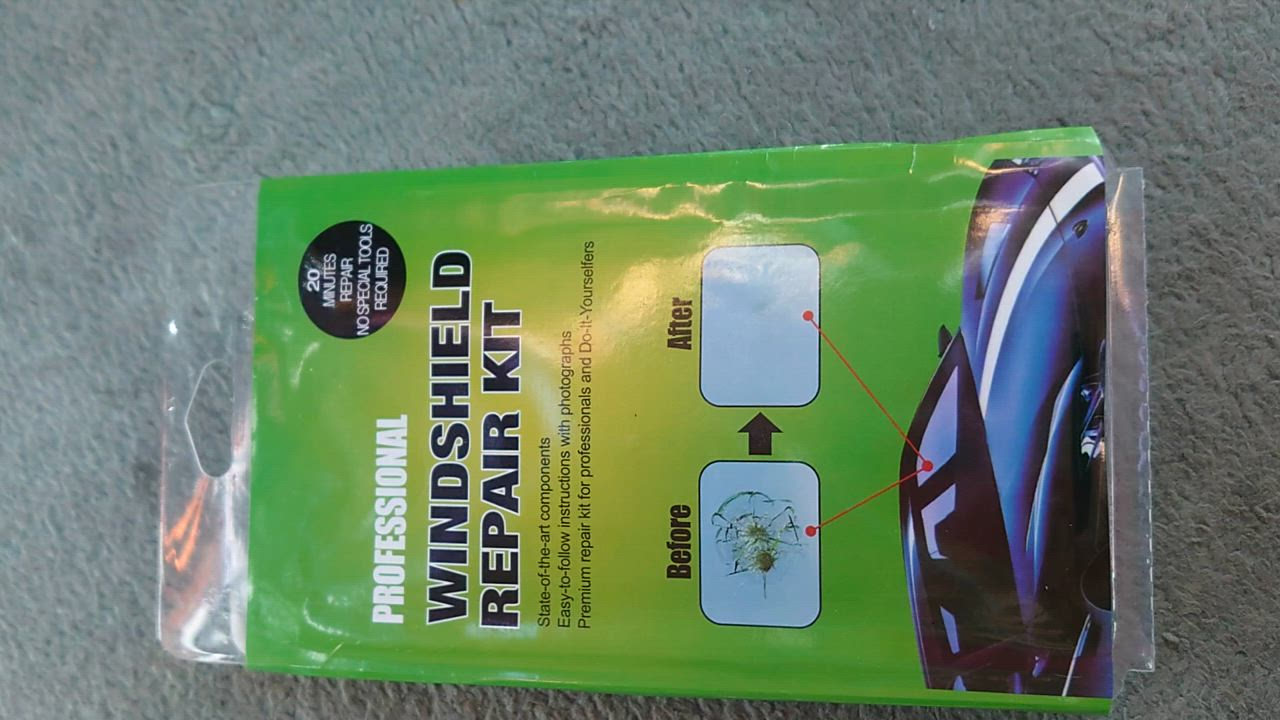 20
MINUTES
REPAIR
NO SPECIAL TOOLS
REQUIRED
PROFESSIONAL
WINDSHIELD
REPAIR KIT
State-of-the-art components
Easy-to-follow instructions with photographs
Premium repair kit for professionals and Do-It-Yourselfers
Before
After